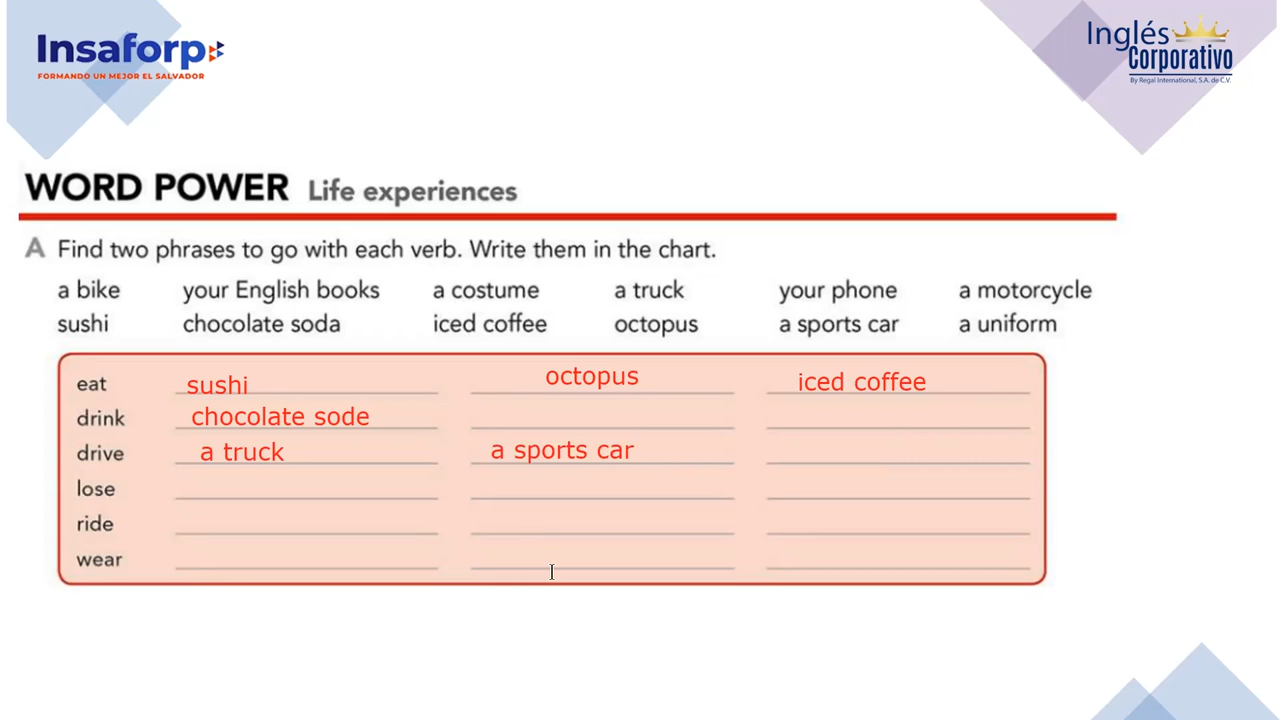 Insaforp
FORMANDO UN MEJOR EL SALVADOR
Inglés
Corporativo
By Regal International, S.A. de C.V.
WORD POWER Life experiences
A Find two phrases to go with each verb. Write them in the chart.
a bike your English books a costume a truck your phone a motorcycle
sushi chocolate soda iced coffee octopus a sports car a uniform
eat sushi octopus iced coffee
drink chocolate sode
drive a truck a sports car
lose
ride
wear